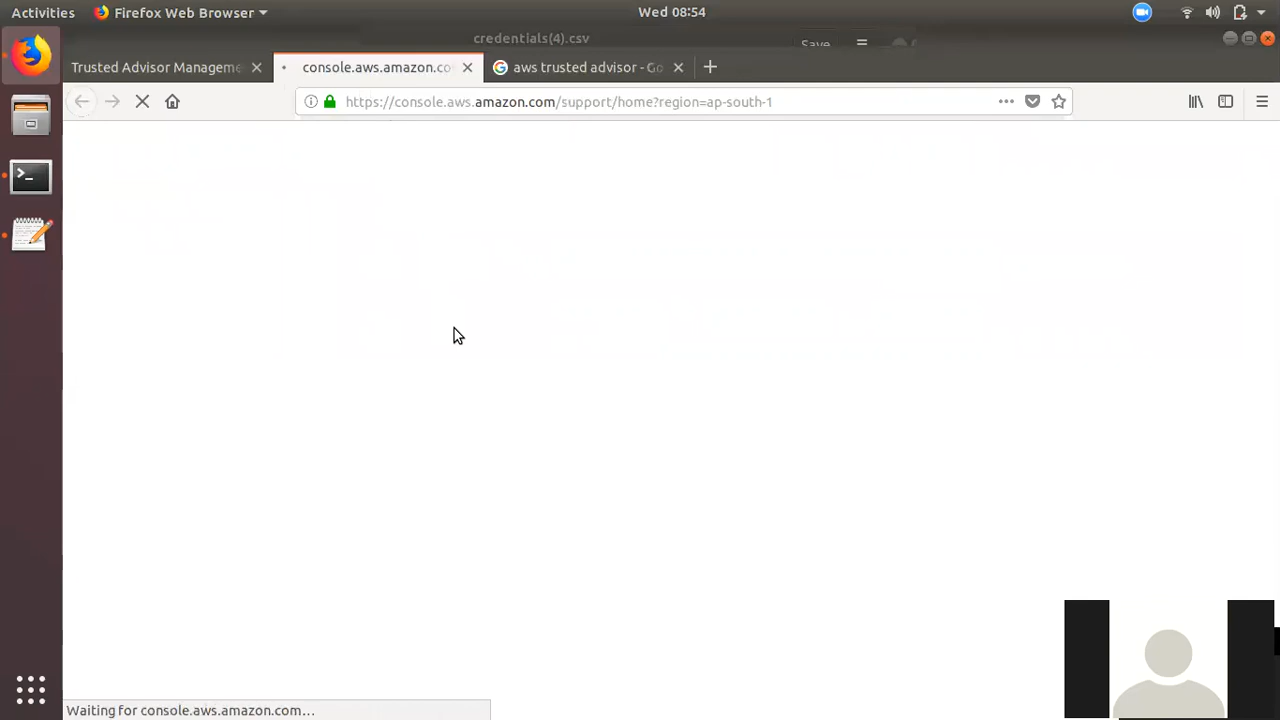 Activities
Firefox Web Browser
Wed 08:54
credentials(4).csv
Save
Trusted Advisor Manageme
console.aws.amazon.co
aws trusted advisor - Go
https://console.aws.amazon.com/support/home?region=ap-south-1
Waiting for console.aws.amazon.com…